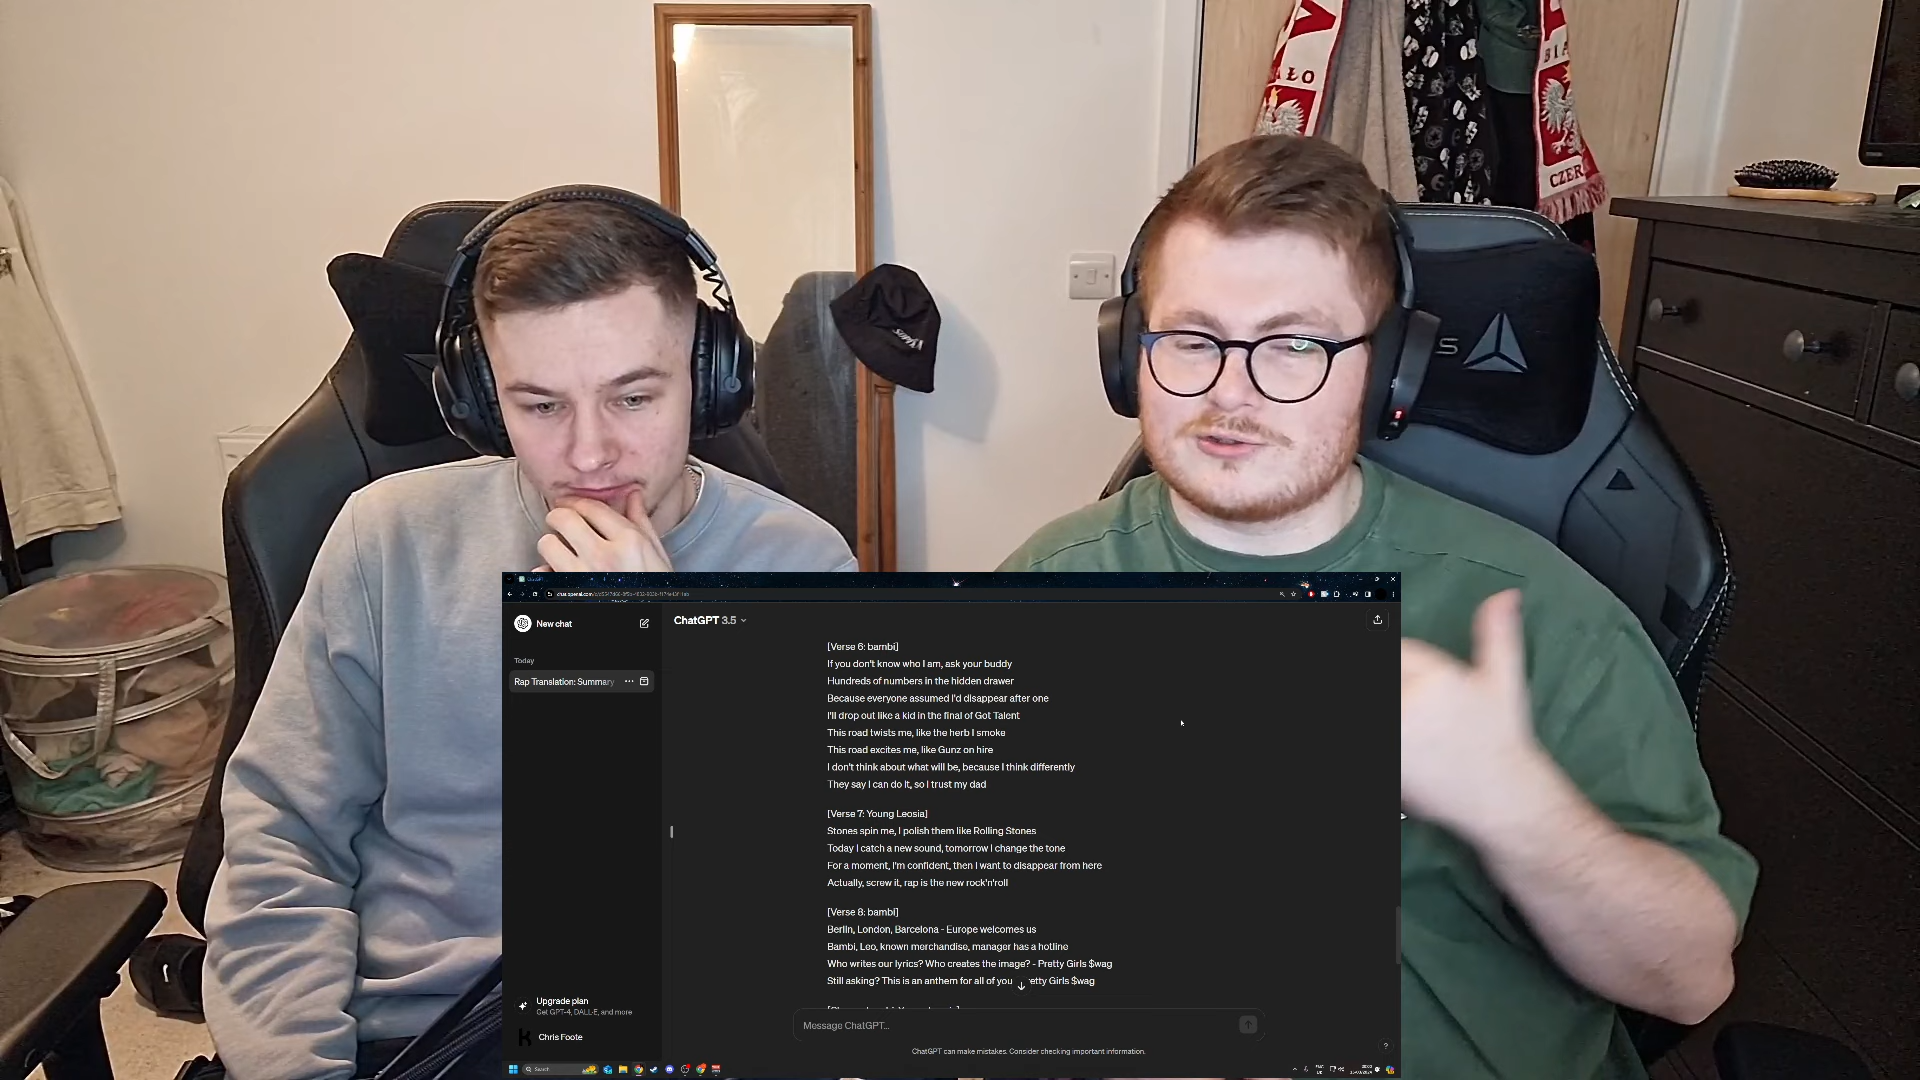 AŁO
BIA
CZER
S
New chat
Today
Rap Translation: Summary
ChatGPT 3.5
[Verse 6: bambi]
If you don't know who I am, ask your buddy
Hundreds of numbers in the hidden drawer
Because everyone assumed I'd disappear after one
I'll drop out like a kid in the final of Got Talent
This road twists me, like the herb I smoke
This road excites me, like Gunz on hire
I don't think about what will be, because I think differently
They say I can do it, so I trust my dad
[Verse 7: Young Leosia]
Stones spin me, I polish them like Rolling Stones
Today I catch a new sound, tomorrow I change the tone
For a moment, I'm confident, then I want to disappear from here
Actually, screw it, rap is the new rock'n'roll
[Verse 8: bambi]
Berlin, London, Barcelona - Europe welcomes us
Bambi, Leo, known merchandise, manager has a hotline
Who writes our lyrics? Who creates the image? - Pretty Girls $wag
Still asking? This is an anthem for all of you retty Girls $wag
Upgrade plan
Get GPT-4, DALL·E, and more
Chris Foote
Message ChatGPT...
ChatGPT can make mistakes. Consider checking important information.
?
Search